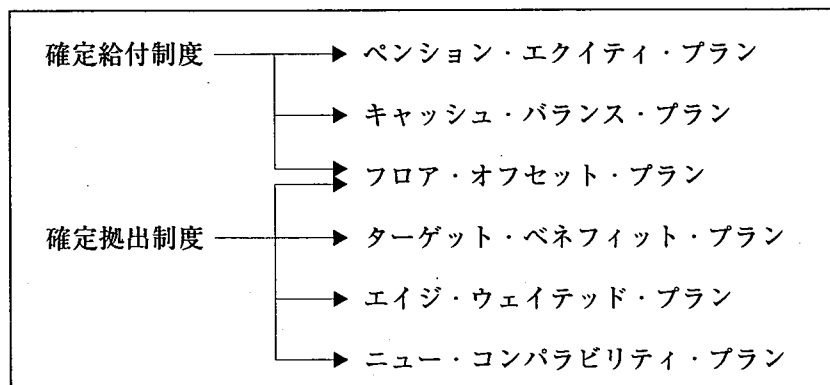 確定給付制度 ペンション・エクイティ・プラン
キャッシュ・バランス・プラン
フロア・オフセット・プラン
確定拠出制度 ターゲット・ベネフィット・プラン
エイジ・ウェイテッド・プラン
ニュー・コンパラビリティ・プラン